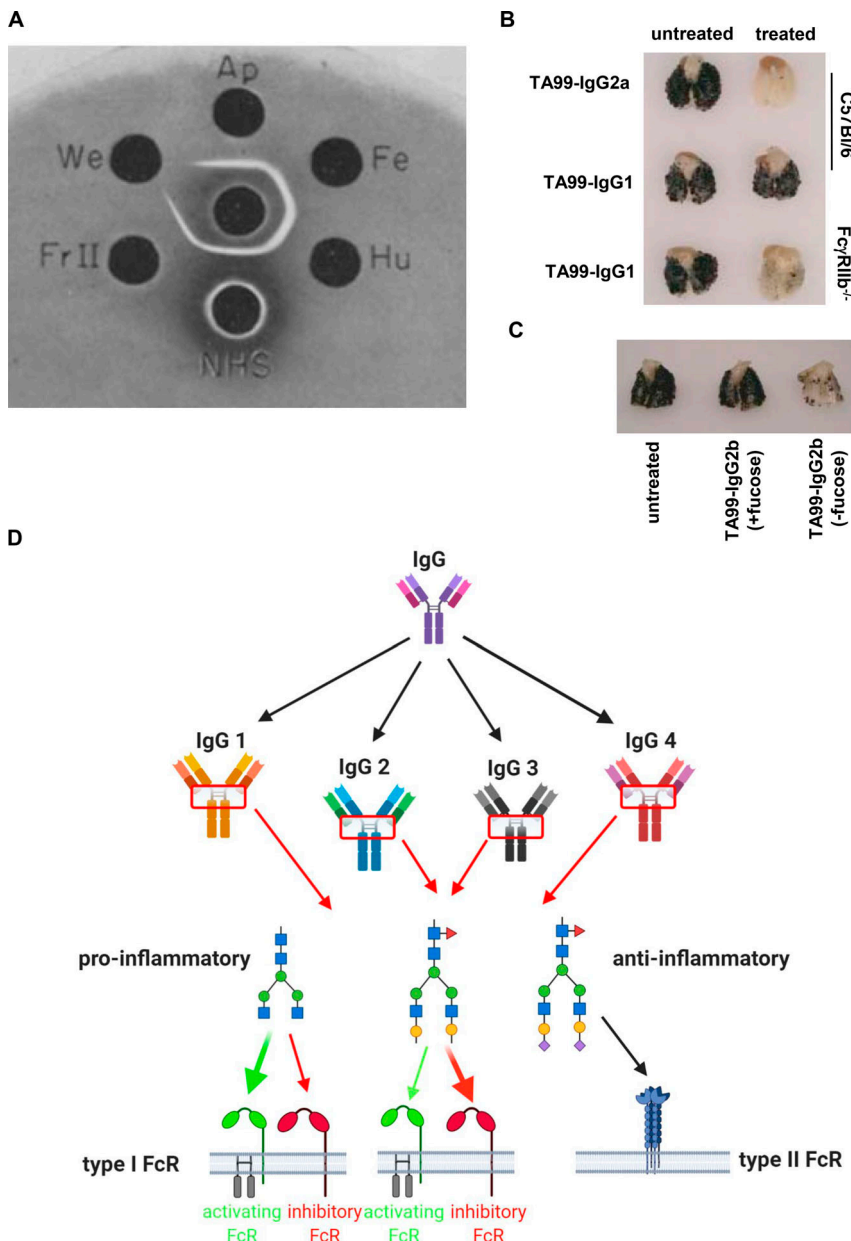 A
Ap
We
Fe
Fr II
Hu
NHS
B
untreated treated
TA99-IgG2a
TA99-IgG1
TA99-IgG1
C57Bl/6
FcγRIIb-/-
C
untreated
TA99-IgG2b
(+fucose)
TA99-IgG2b
(-fucose)
D
IgG
IgG 1
IgG 2
IgG 3
IgG 4
pro-inflammatory
anti-inflammatory
type I FcR
type II FcR
activating
FcR
inhibitory
FcR
activating
FcR
inhibitory
FcR